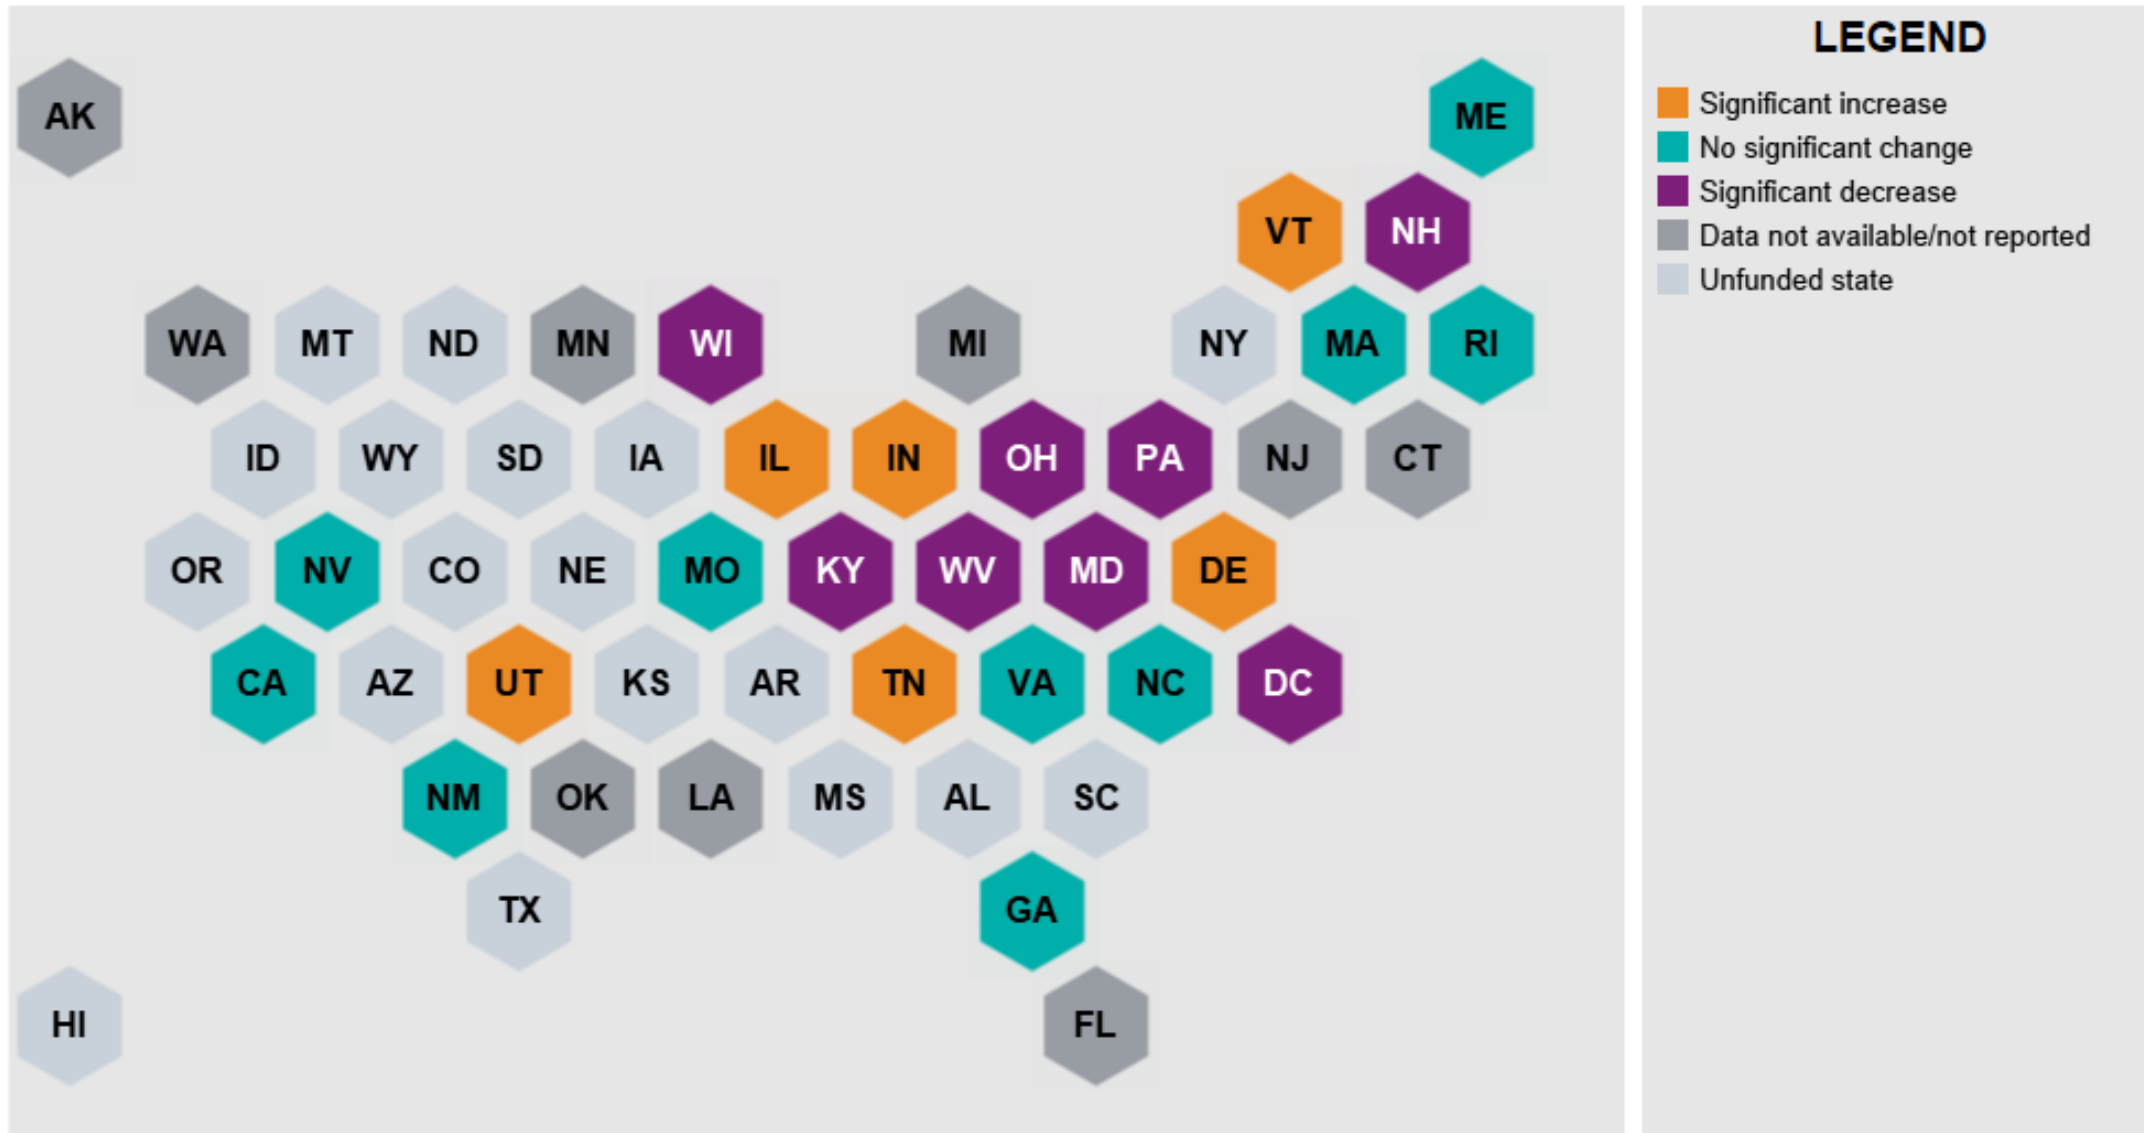 LEGEND
Significant increase
No significant change
Significant decrease
Data not available/not reported
Unfunded state
AK
ME
VT NH
WA MT ND MN WI MI NY MA RI
ID WY SD IA IL IN OH PA NJ CT
OR NV CO NE MO KY WV MD DE
CA AZ UT KS AR TN VA NC DC
NM OK LA MS AL SC
TX GA
HI FL